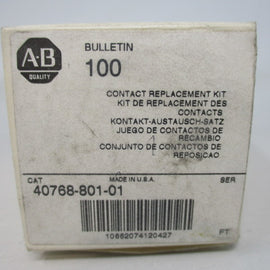 A-B
QUALITY
BULLETIN
100
CONTACT REPLACEMENT KIT
KIT DE REPLACEMENT DES
CONTACTS
KONTAKT-AUSTAUSCH-SATZ
JUEGO DE CONTACTOS DE
RECAMBIO
CONJUNTO DE CONTACTOS DE
REPOSICAO
CAT MADE IN U.S.A. SER
40768-801-01
10662074120427
FT